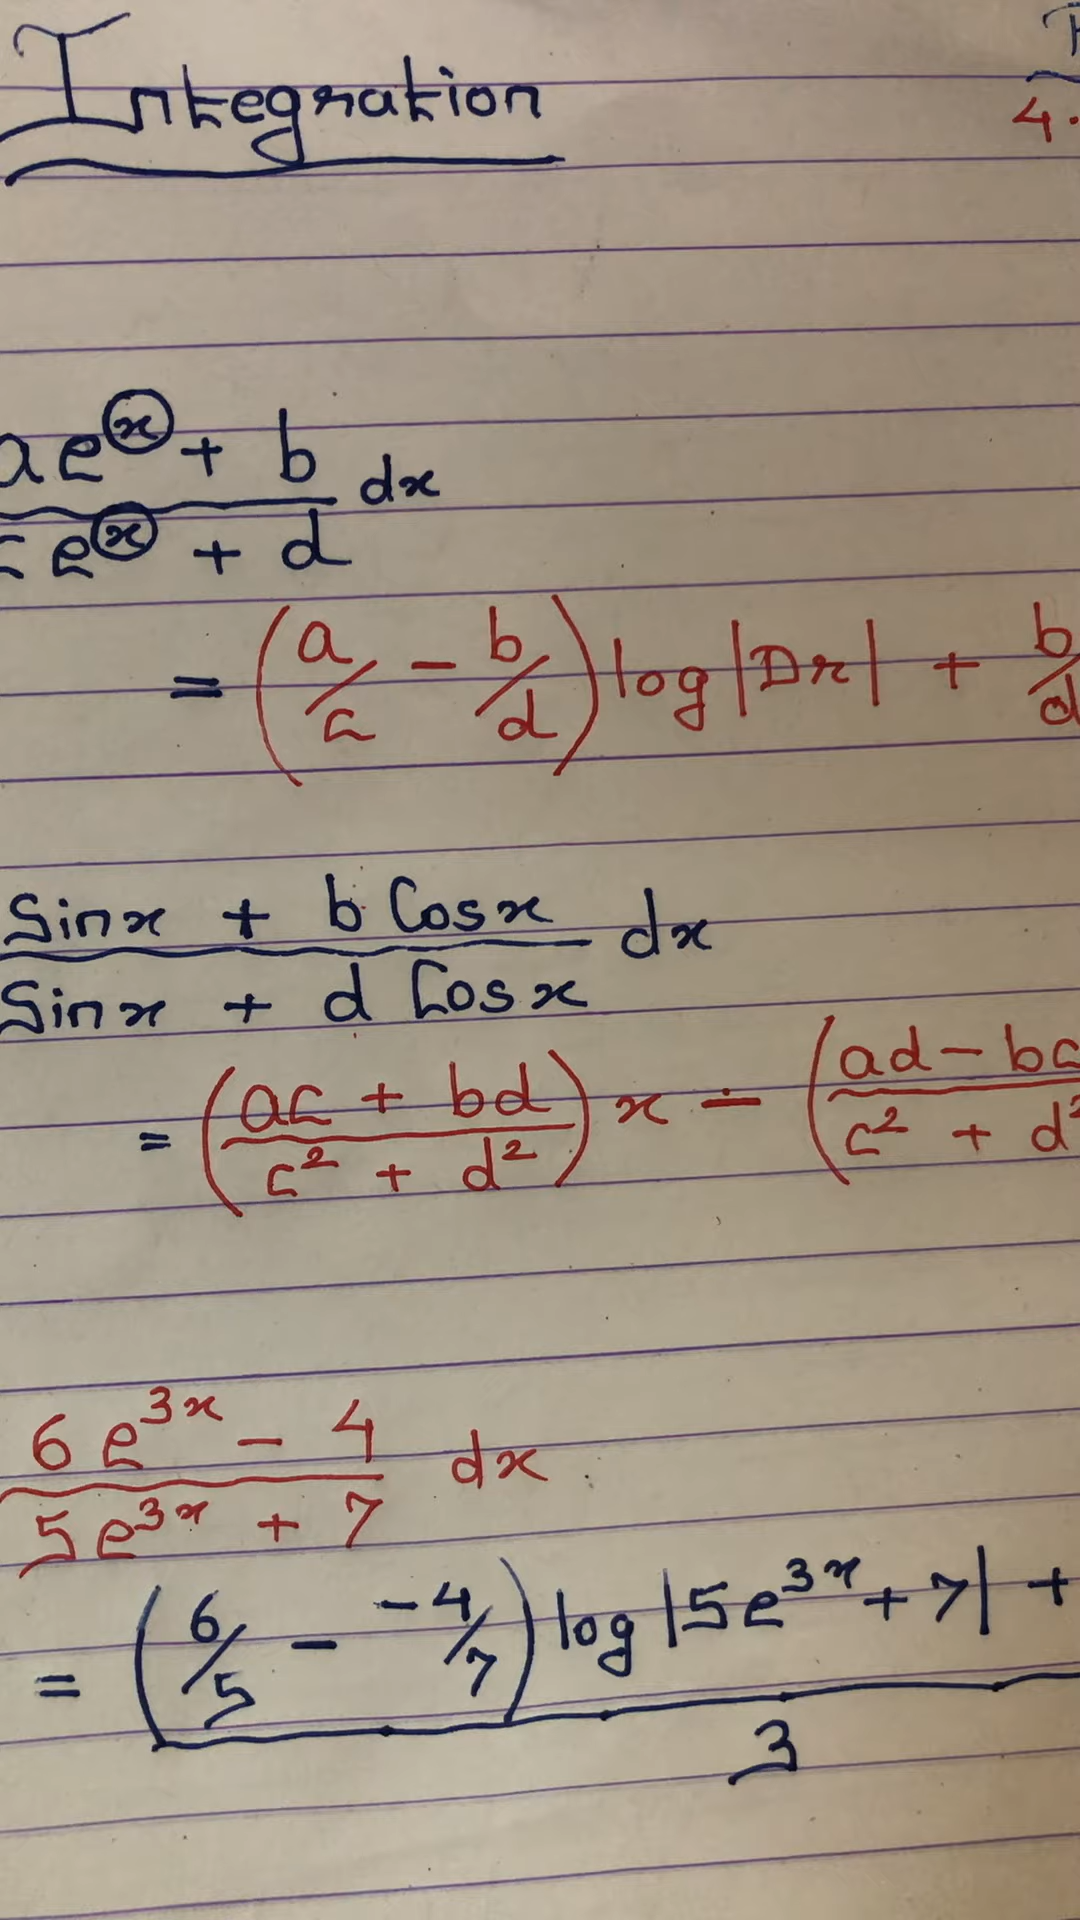 Integration
4.
ae^x + b
ce^x + d dx
= (a/c - b/d) log |Dr| + b/d
Sinx + b Cosx
Sinx + d Cosx dx
= (ac + bd / c² + d²) x - (ad - bc / c² + d²
6 e^3x - 4
5e^3x + 7 dx
= (6/5 - -4/7) log |5e^3x + 7| +
3